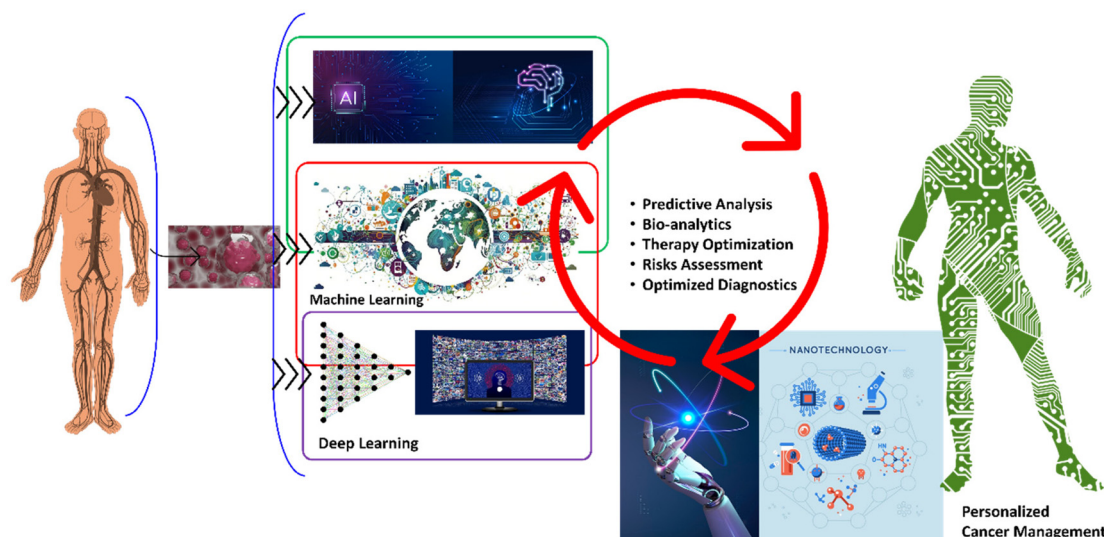 AI
Machine Learning
Deep Learning
• Predictive Analysis
• Bio-analytics
• Therapy Optimization
• Risks Assessment
• Optimized Diagnostics
NANOTECHNOLOGY
HN
O
Personalized
Cancer Management